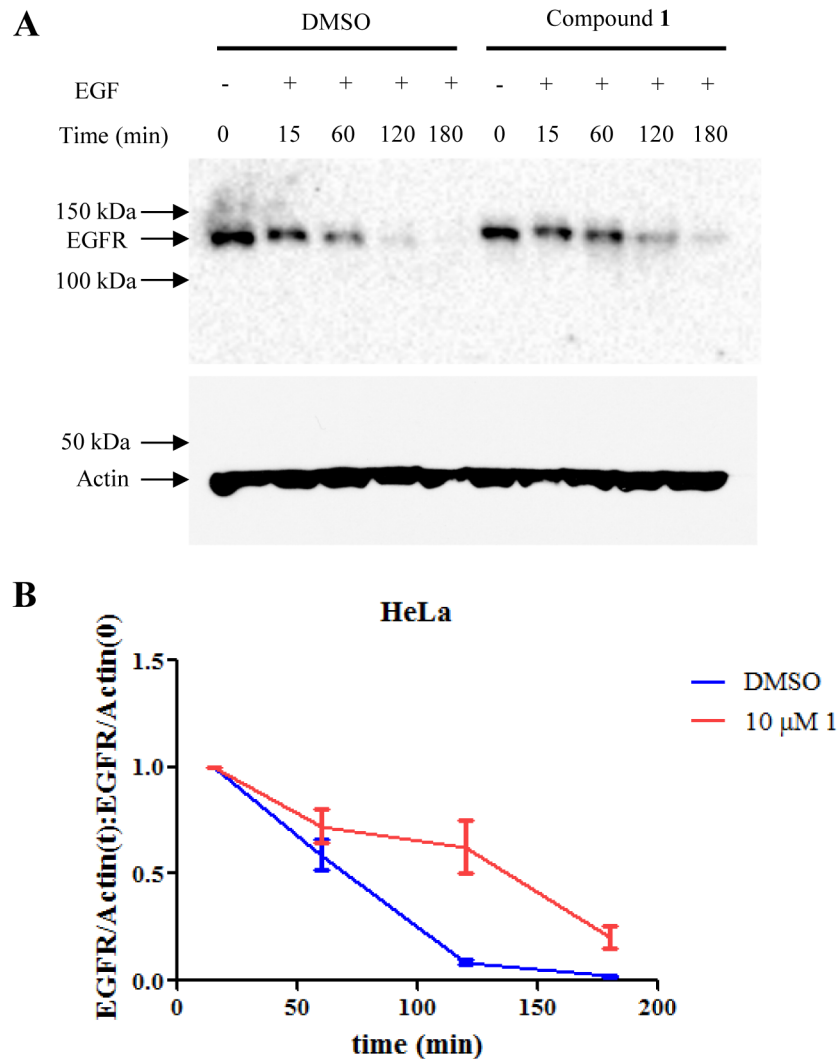 A
DMSO Compound 1
EGF - + + + + - + + + +
Time (min) 0 15 60 120 180 0 15 60 120 180
150 kDa
EGFR
100 kDa
50 kDa
Actin
B
HeLa
EGFR/Actin(t):EGFR/Actin(0)
1.5
1.0
0.5
0.0
0 50 100 150 200
time (min)
DMSO
10 µM 1